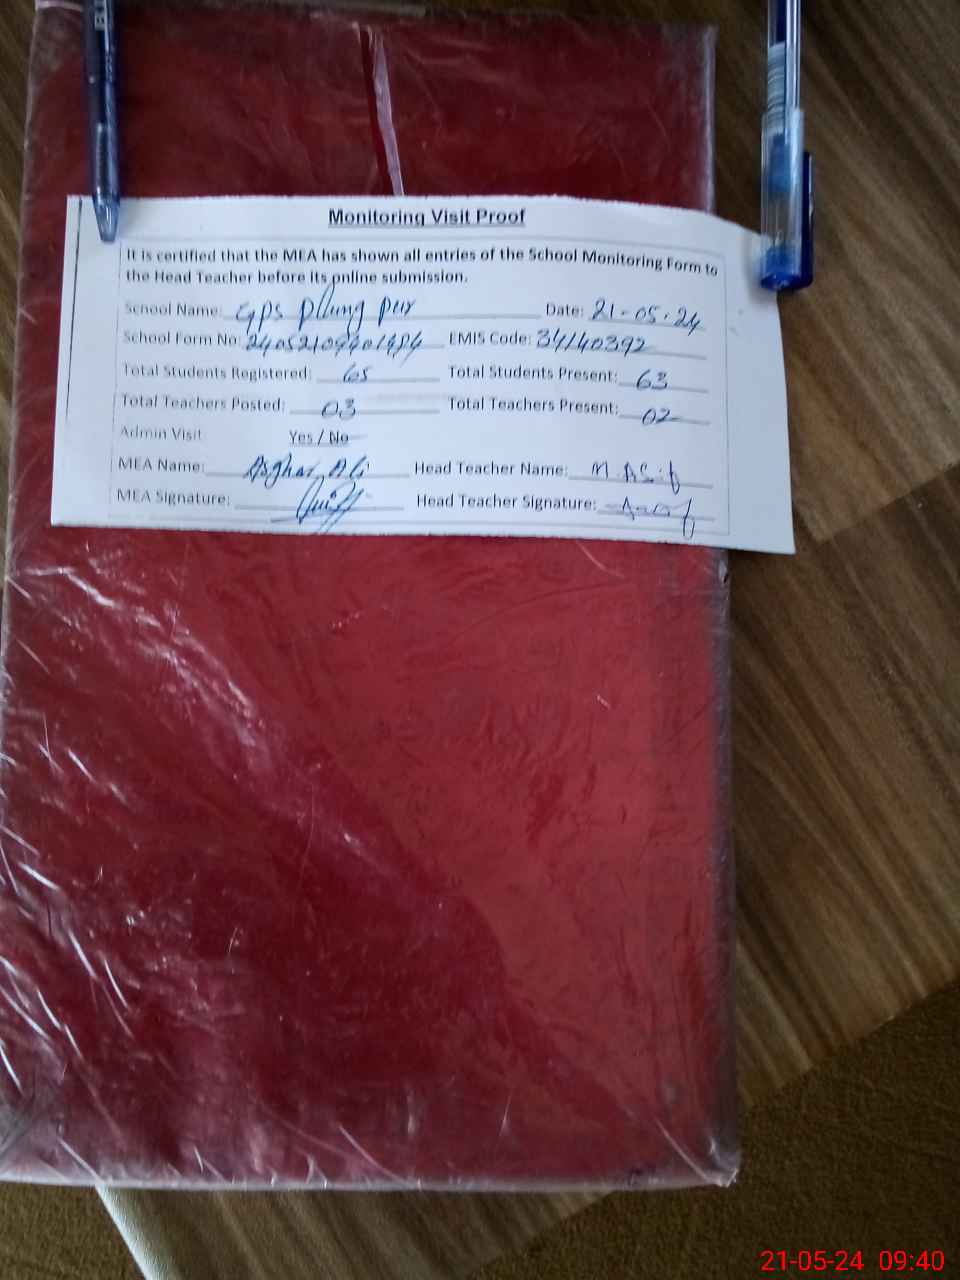 Monitoring Visit Proof
It is certified that the MEA has shown all entries of the School Monitoring Form to
the Head Teacher before its online submission.
School Name: GPS Pur Date: 21-05-24
School Form No: EMIS Code: 34140392
Total Students Registered: 65 Total Students Present: 63
Total Teachers Posted: 03 Total Teachers Present: 02
Admin Visit Yes / No
MEA Name: Asghar Ali Head Teacher Name: M. Asif
MEA Signature: Head Teacher Signature:
21-05-24 09:40